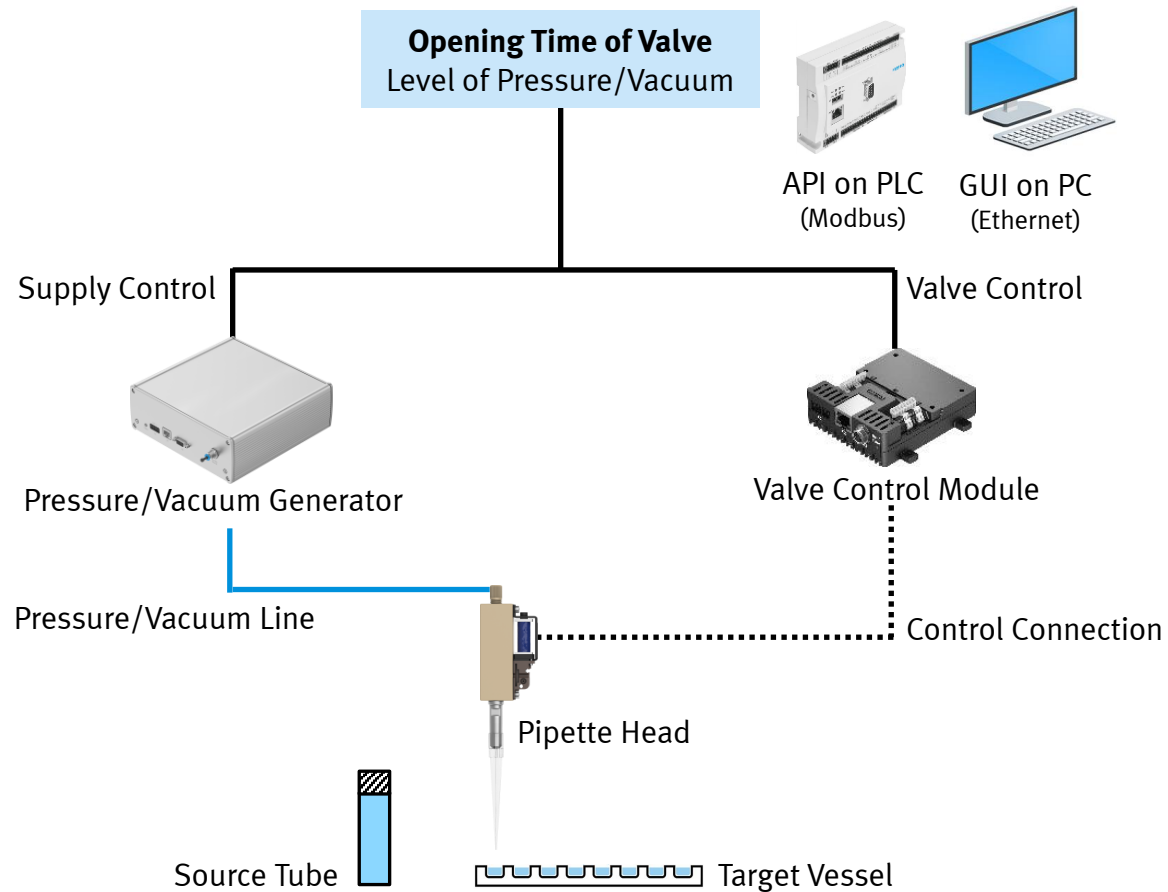 Opening Time of Valve
Level of Pressure/Vacuum
API on PLC
(Modbus)
GUI on PC
(Ethernet)
Supply Control
Valve Control
Pressure/Vacuum Generator
Valve Control Module
Pressure/Vacuum Line
Control Connection
Pipette Head
Source Tube
Target Vessel